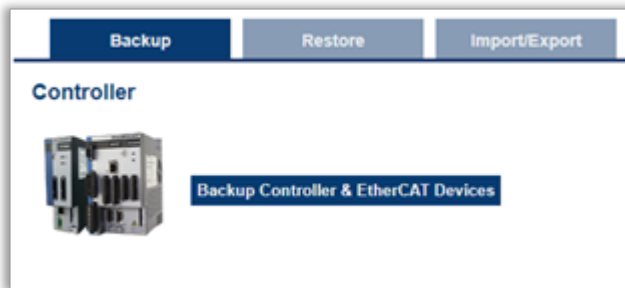 Backup Restore Import/Export
Controller
Backup Controller & EtherCAT Devices